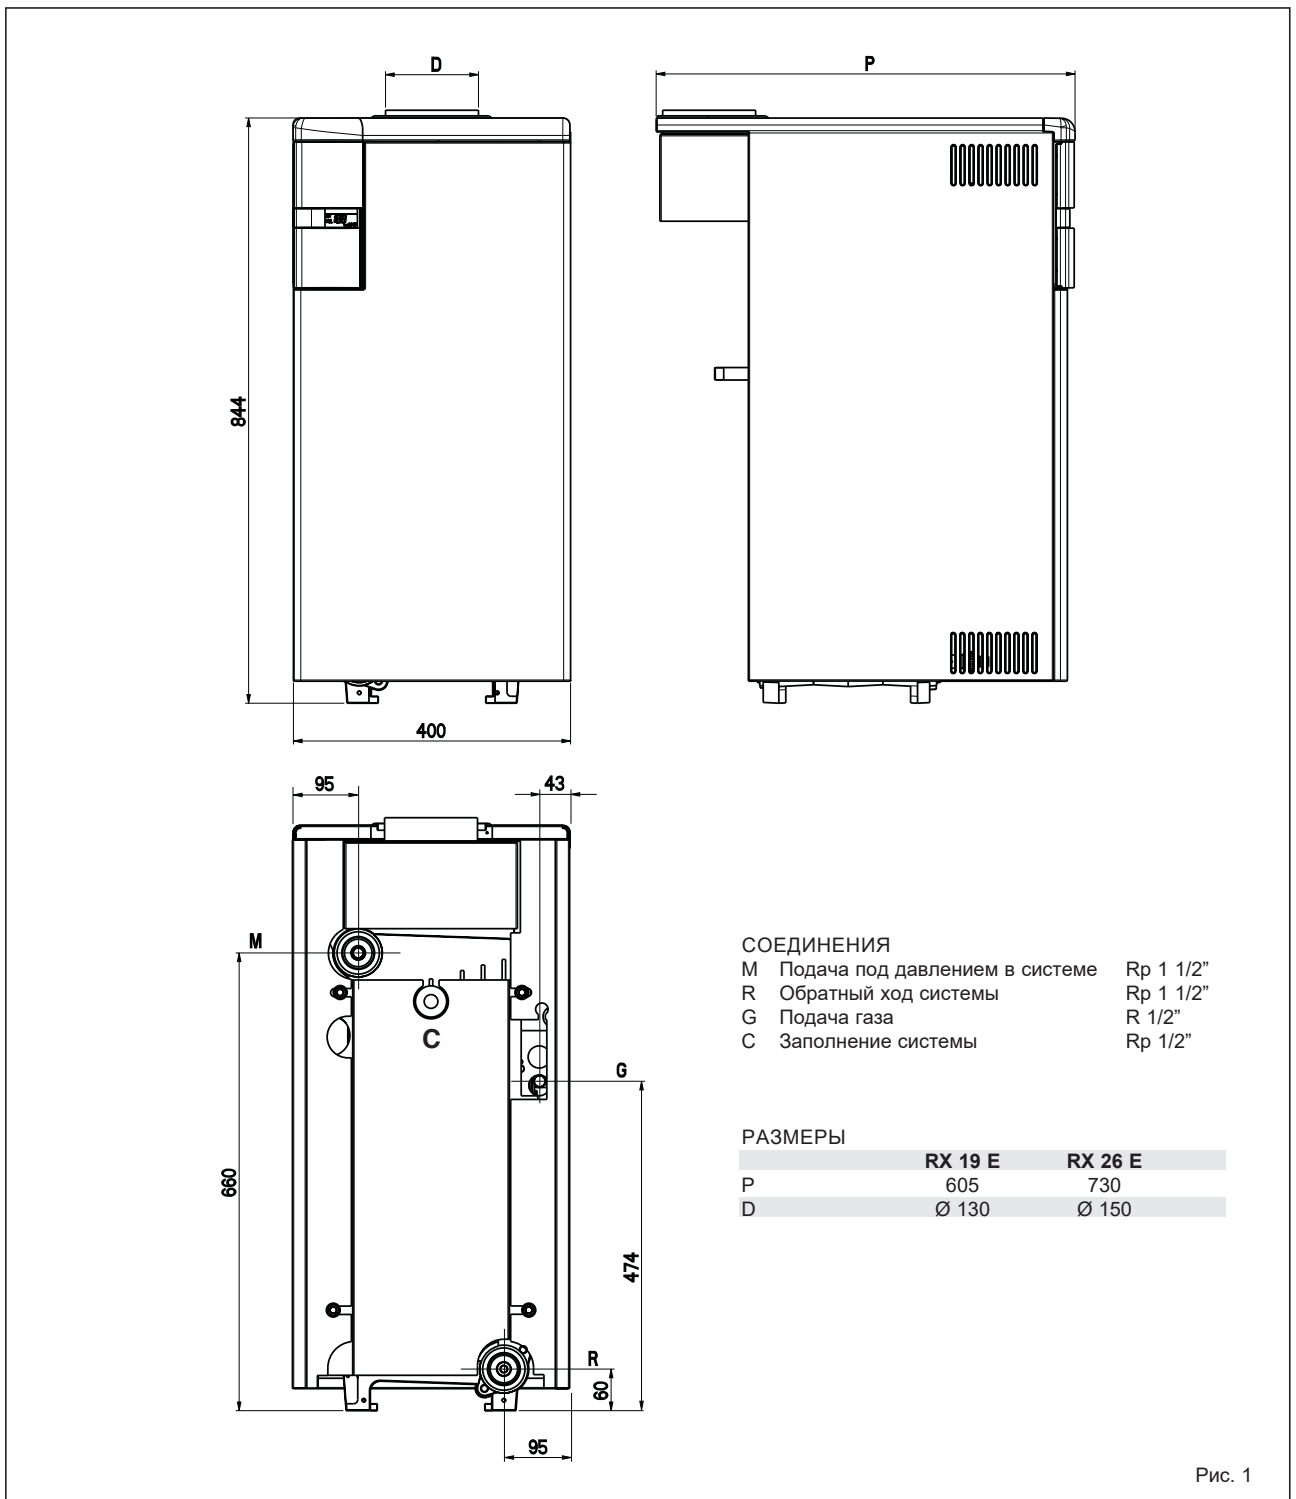 D
P
844
400
95
43
M
C
G
660
474
R
60
95
СОЕДИНЕНИЯ
M Подача под давлением в системе Rp 1 1/2”
R Обратный ход системы Rp 1 1/2”
G Подача газа R 1/2”
C Заполнение системы Rp 1/2”
РАЗМЕРЫ
RX 19 E RX 26 E
P 605 730
D Ø 130 Ø 150
Рис. 1